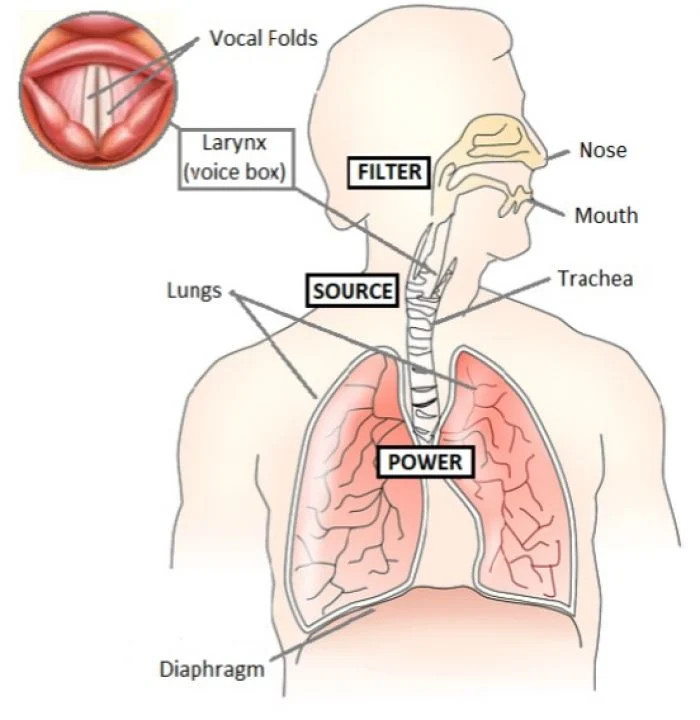 Vocal Folds
Larynx
(voice box)
FILTER
Nose
Mouth
Trachea
Lungs
SOURCE
POWER
Diaphragm